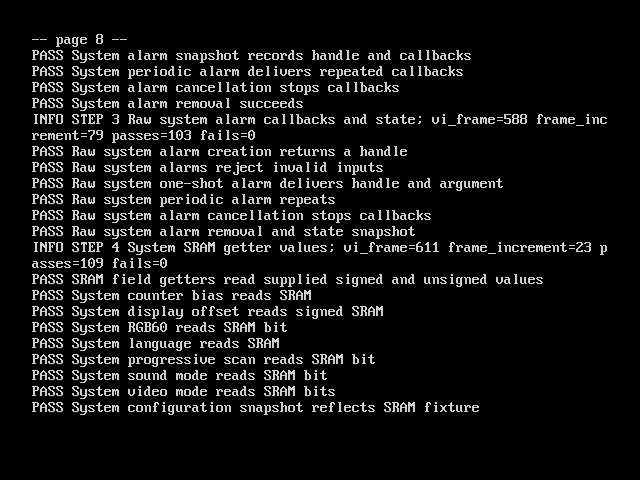 -- page 8 --
PASS System alarm snapshot records handle and callbacks
PASS System periodic alarm delivers repeated callbacks
PASS System alarm cancellation stops callbacks
PASS System alarm removal succeeds
INFO STEP 3 Raw system alarm callbacks and state; vi_frame=588 frame_inc
rement=79 passes=103 fails=0
PASS Raw system alarm creation returns a handle
PASS Raw system alarms reject invalid inputs
PASS Raw system one-shot alarm delivers handle and argument
PASS Raw system periodic alarm repeats
PASS Raw system alarm cancellation stops callbacks
PASS Raw system alarm removal and state snapshot
INFO STEP 4 System SRAM getter values; vi_frame=611 frame_increment=23 p
asses=109 fails=0
PASS SRAM field getters read supplied signed and unsigned values
PASS System counter bias reads SRAM
PASS System display offset reads signed SRAM
PASS System RGB60 reads SRAM bit
PASS System language reads SRAM
PASS System progressive scan reads SRAM bit
PASS System sound mode reads SRAM bit
PASS System video mode reads SRAM bits
PASS System configuration snapshot reflects SRAM fixture